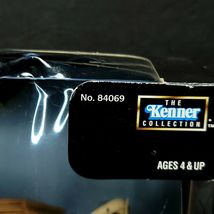 No. 84069
THE
Kenner
COLLECTION
AGES 4 & UP